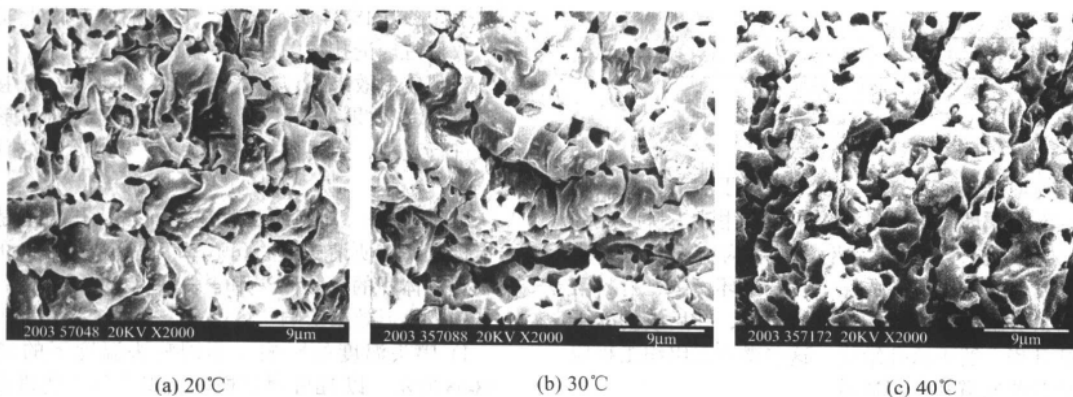 2003 57048 20KV X2000 9μm
2003 357088 20KV X2000 9μm
2003 357172 20KV X2000 9μm
(a) 20℃
(b) 30℃
(c) 40℃